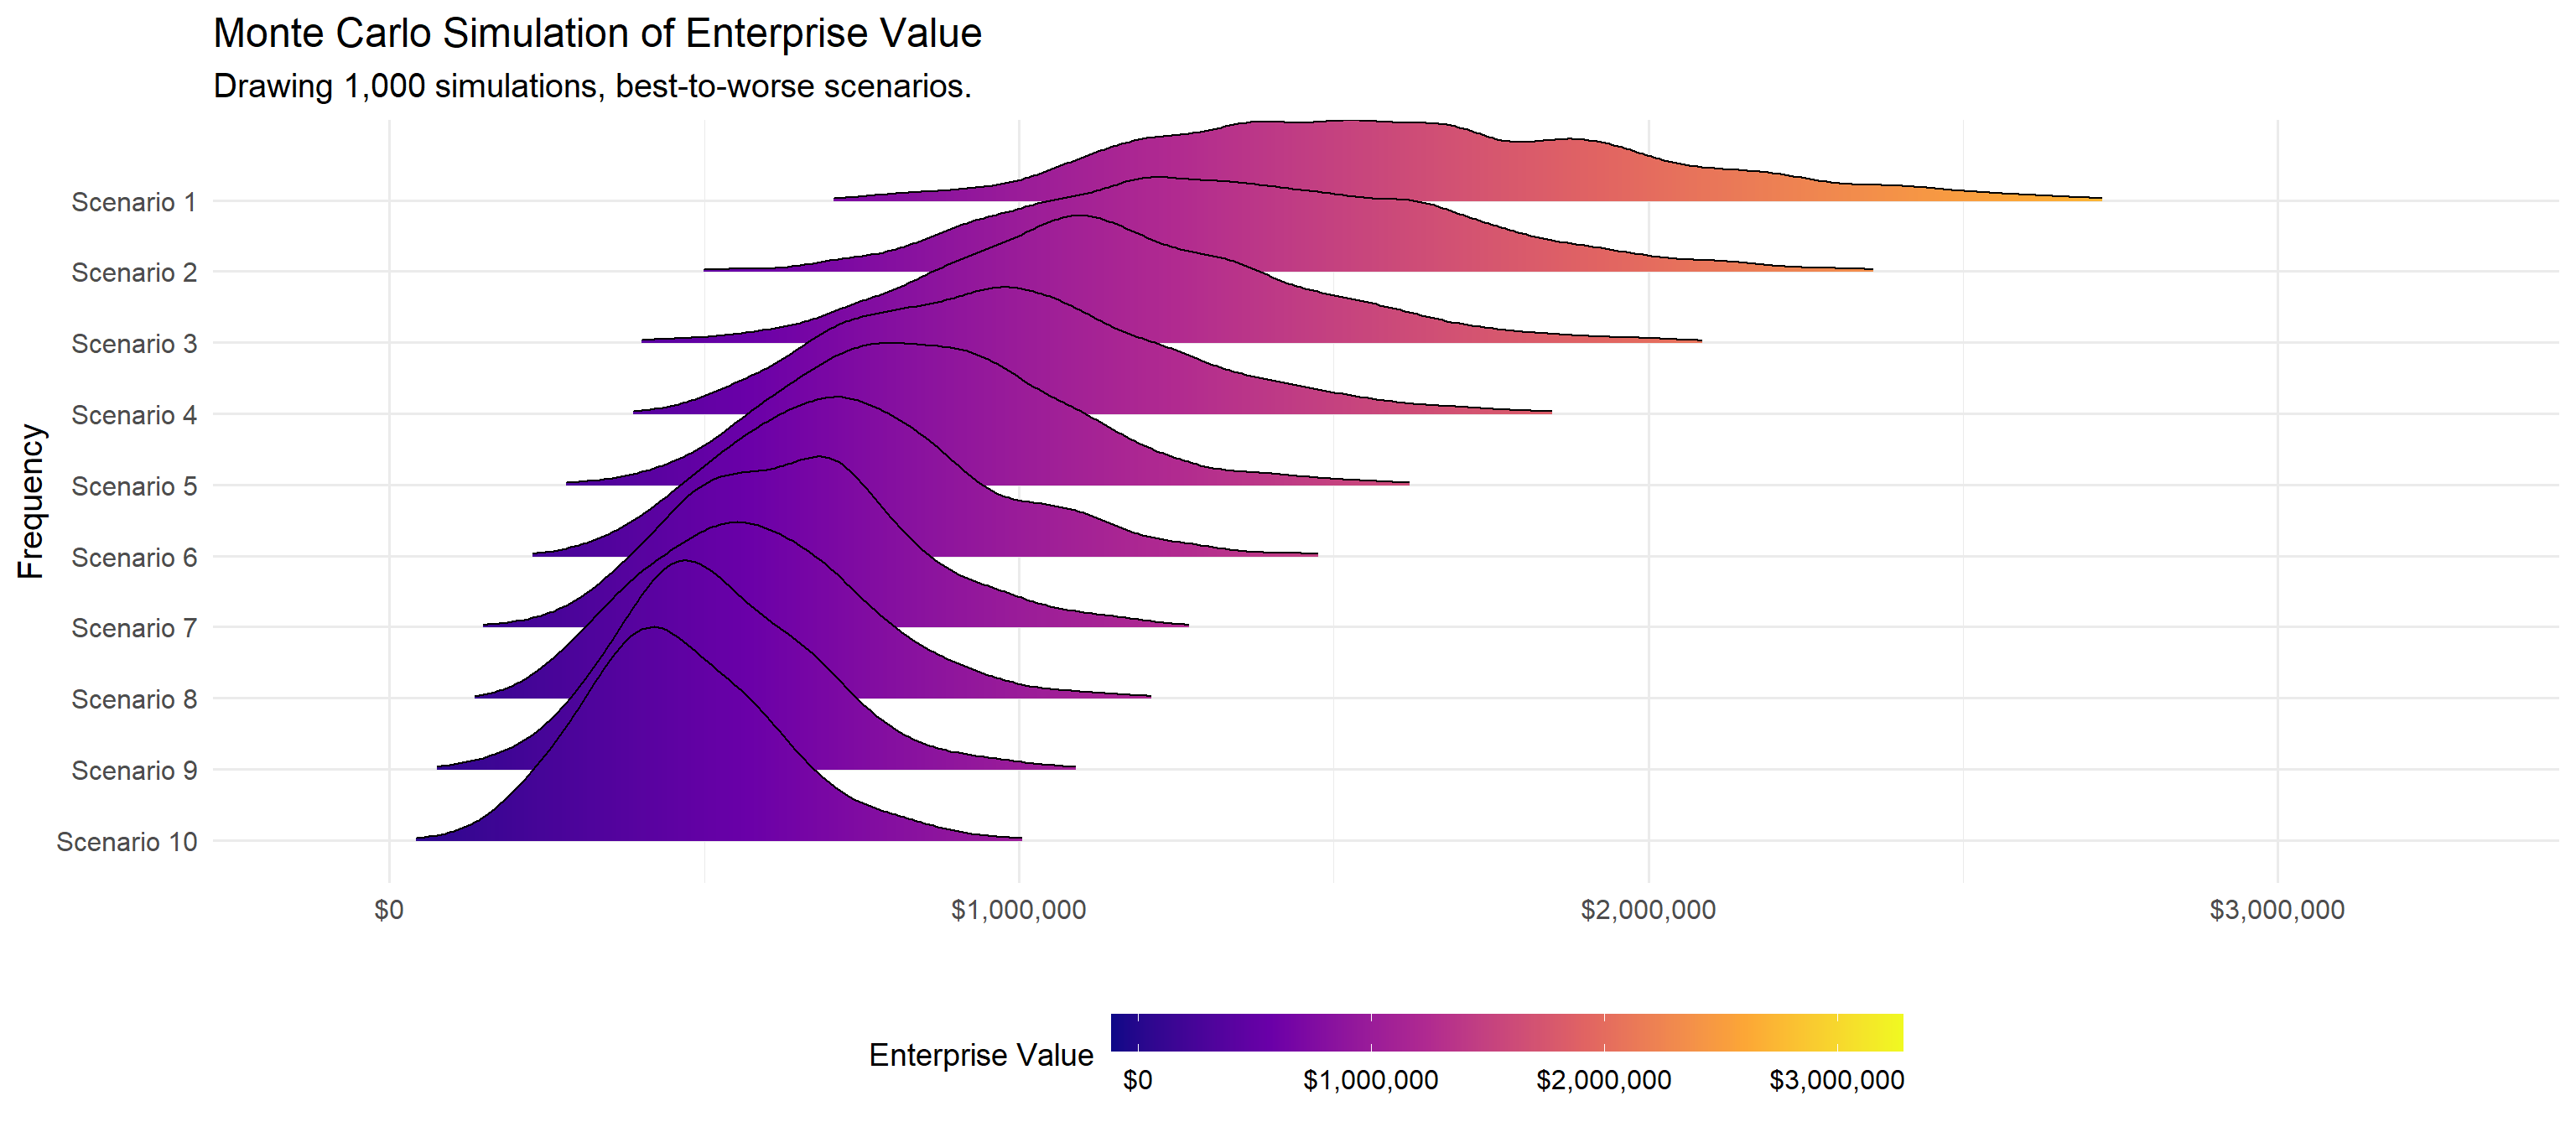 Monte Carlo Simulation of Enterprise Value
Drawing 1,000 simulations, best-to-worse scenarios.
Frequency
Scenario 1
Scenario 2
Scenario 3
Scenario 4
Scenario 5
Scenario 6
Scenario 7
Scenario 8
Scenario 9
Scenario 10
$0 $1,000,000 $2,000,000 $3,000,000
Enterprise Value
$0 $1,000,000 $2,000,000 $3,000,000